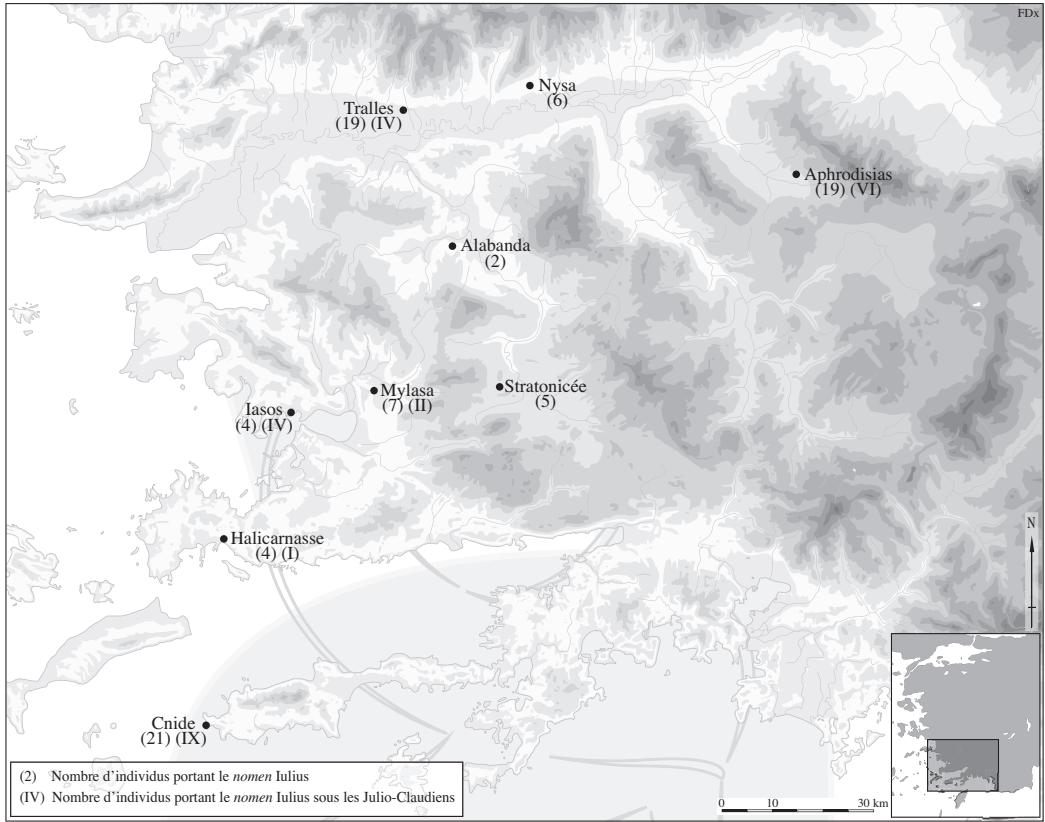 FDx
Nysa
(6)
Tralles
(19) (IV)
Aphrodisias
(19) (VI)
Alabanda
(2)
Stratonicée
(5)
Mylasa
(7) (II)
Iasos
(4) (IV)
Halicarnasse
(4) (I)
N
Cnide
(21) (IX)
(2) Nombre d'individus portant le nomen Iulius
(IV) Nombre d'individus portant le nomen Iulius sous les Julio-Claudiens
0 10 30 km